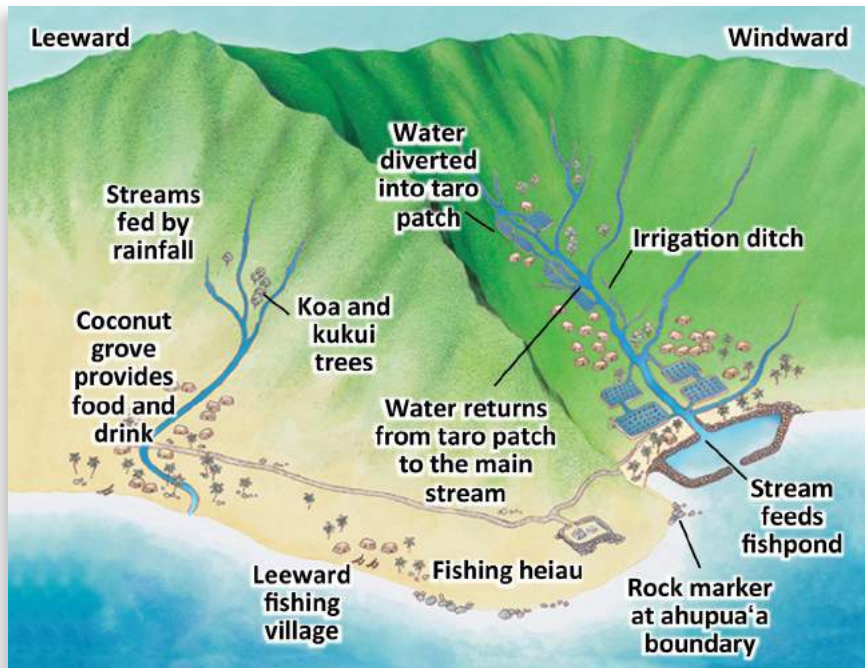 Leeward
Windward
Water
diverted
into taro
patch
Streams
fed by
rainfall
Irrigation ditch
Koa and
kukui
trees
Coconut
grove
provides
food and
drink
Water returns
from taro patch
to the main
stream
Stream
feeds
fishpond
Fishing heiau
Leeward
fishing
village
Rock marker
at ahupuaʻa
boundary